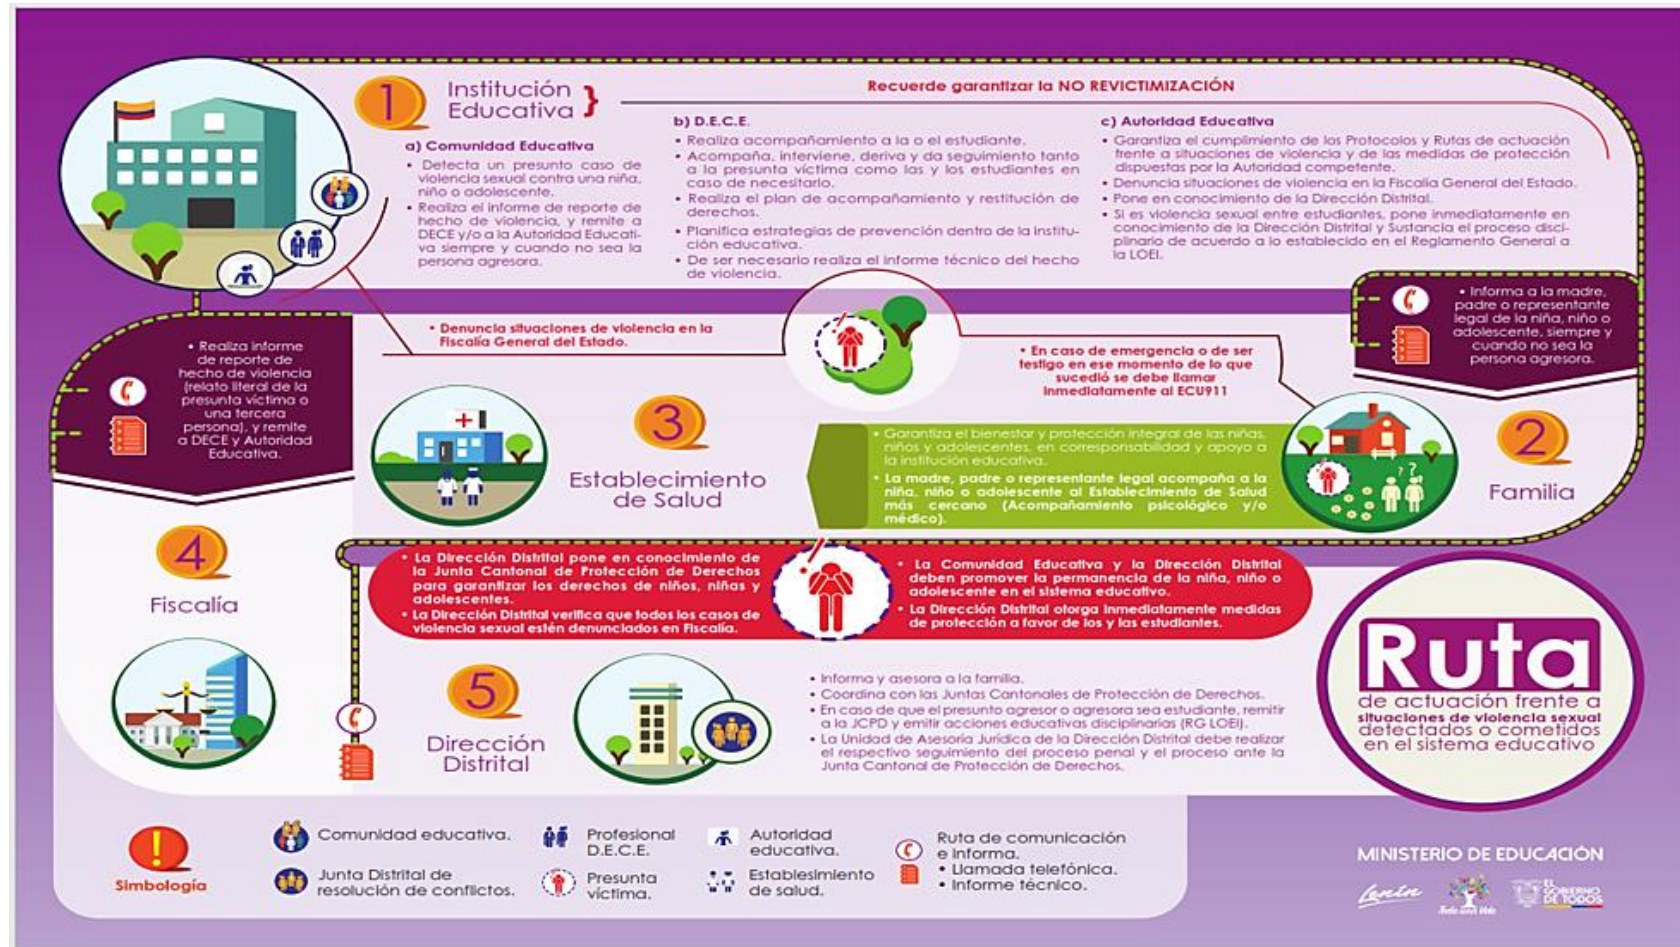 1
Institución
Educativa }
Recuerde garantizar la NO REVICTIMIZACIÓN
a) Comunidad Educativa
• Detecta un presunto caso de
violencia sexual contra una niña,
niño o adolescente.
• Realiza el informe de reporte de
hecho de violencia, y remite a
DECE y/o a la Autoridad Educati-
va siempre y cuando no sea la
persona agresora.
b) D.E.C.E.
• Realiza acompañamiento a la o el estudiante.
• Acompaña, interviene, deriva y da seguimiento tanto
a la presunta víctima como las y los estudiantes en
caso de necesitarlo.
• Realiza el plan de acompañamiento y restitución de
derechos.
• Planifica estrategias de prevención dentro de la institu-
ción educativa.
• De ser necesario realiza el informe técnico del hecho
de violencia.
c) Autoridad Educativa
• Garantiza el cumplimiento de los Protocolos y Rutas de actuación
frente a situaciones de violencia y de las medidas de protección
dispuestas por la Autoridad competente.
• Denuncia situaciones de violencia en la Fiscalía General del Estado.
• Pone en conocimiento de la Dirección Distrital.
• Si es violencia sexual entre estudiantes, pone inmediatamente en
conocimiento de la Dirección Distrital y Sustancia el proceso disci-
plinario de acuerdo a lo establecido en el Reglamento General a
la LOEI.
• Informa a la madre,
padre o representante
legal de la niña, niño o
adolescente, siempre y
cuando no sea la
persona agresora.
• Realiza informe
de reporte de
hecho de violencia
(relato literal de la
presunta víctima o
una tercera
persona), y remite
a DECE y Autoridad
Educativa.
• Denuncia situaciones de violencia en la
Fiscalía General del Estado.
• En caso de emergencia o de ser
testigo en ese momento de lo que
sucedió se debe llamar
inmediatamente al ECU911
2
Familia
• Garantiza el bienestar y protección integral de las niñas,
niños y adolescentes, en corresponsabilidad y apoyo a
la institución educativa.
• La madre, padre o representante legal acompaña a la
niña, niño o adolescente al Establecimiento de Salud
más cercano (Acompañamiento psicológico y/o
médico).
3
Establecimiento
de Salud
4
Fiscalía
• La Dirección Distrital pone en conocimiento de
la Junta Cantonal de Protección de Derechos
para garantizar los derechos de niños, niñas y
adolescentes.
• La Dirección Distrital verifica que todos los casos de
violencia sexual estén denunciados en Fiscalía.
• La Comunidad Educativa y la Dirección Distrital
deben promover la permanencia de la niña, niño o
adolescente en el sistema educativo.
• La Dirección Distrital otorga inmediatamente medidas
de protección a favor de los y las estudiantes.
5
Dirección
Distrital
• Informa y asesora a la familia.
• Coordina con las Juntas Cantonales de Protección de Derechos.
• En caso de que el presunto agresor o agresora sea estudiante, remitir
a la JCPD y emitir acciones educativas disciplinarias (RG LOEI).
• La Unidad de Asesoría Jurídica de la Dirección Distrital debe realizar
el respectivo seguimiento del proceso penal y el proceso ante la
Junta Cantonal de Protección de Derechos.
Ruta
de actuación frente a
situaciones de violencia sexual
detectados o cometidos
en el sistema educativo
!
Simbología
Comunidad educativa.
Junta Distrital de
resolución de conflictos.
Profesional
D.E.C.E.
Presunta
víctima.
Autoridad
educativa.
Establesimiento
de salud.
Ruta de comunicación
e informa.
• Llamada telefónica.
• Informe técnico.
MINISTERIO DE EDUCACIÓN
Lenín
Toda una Vida
EL
GOBIERNO
DE TODOS